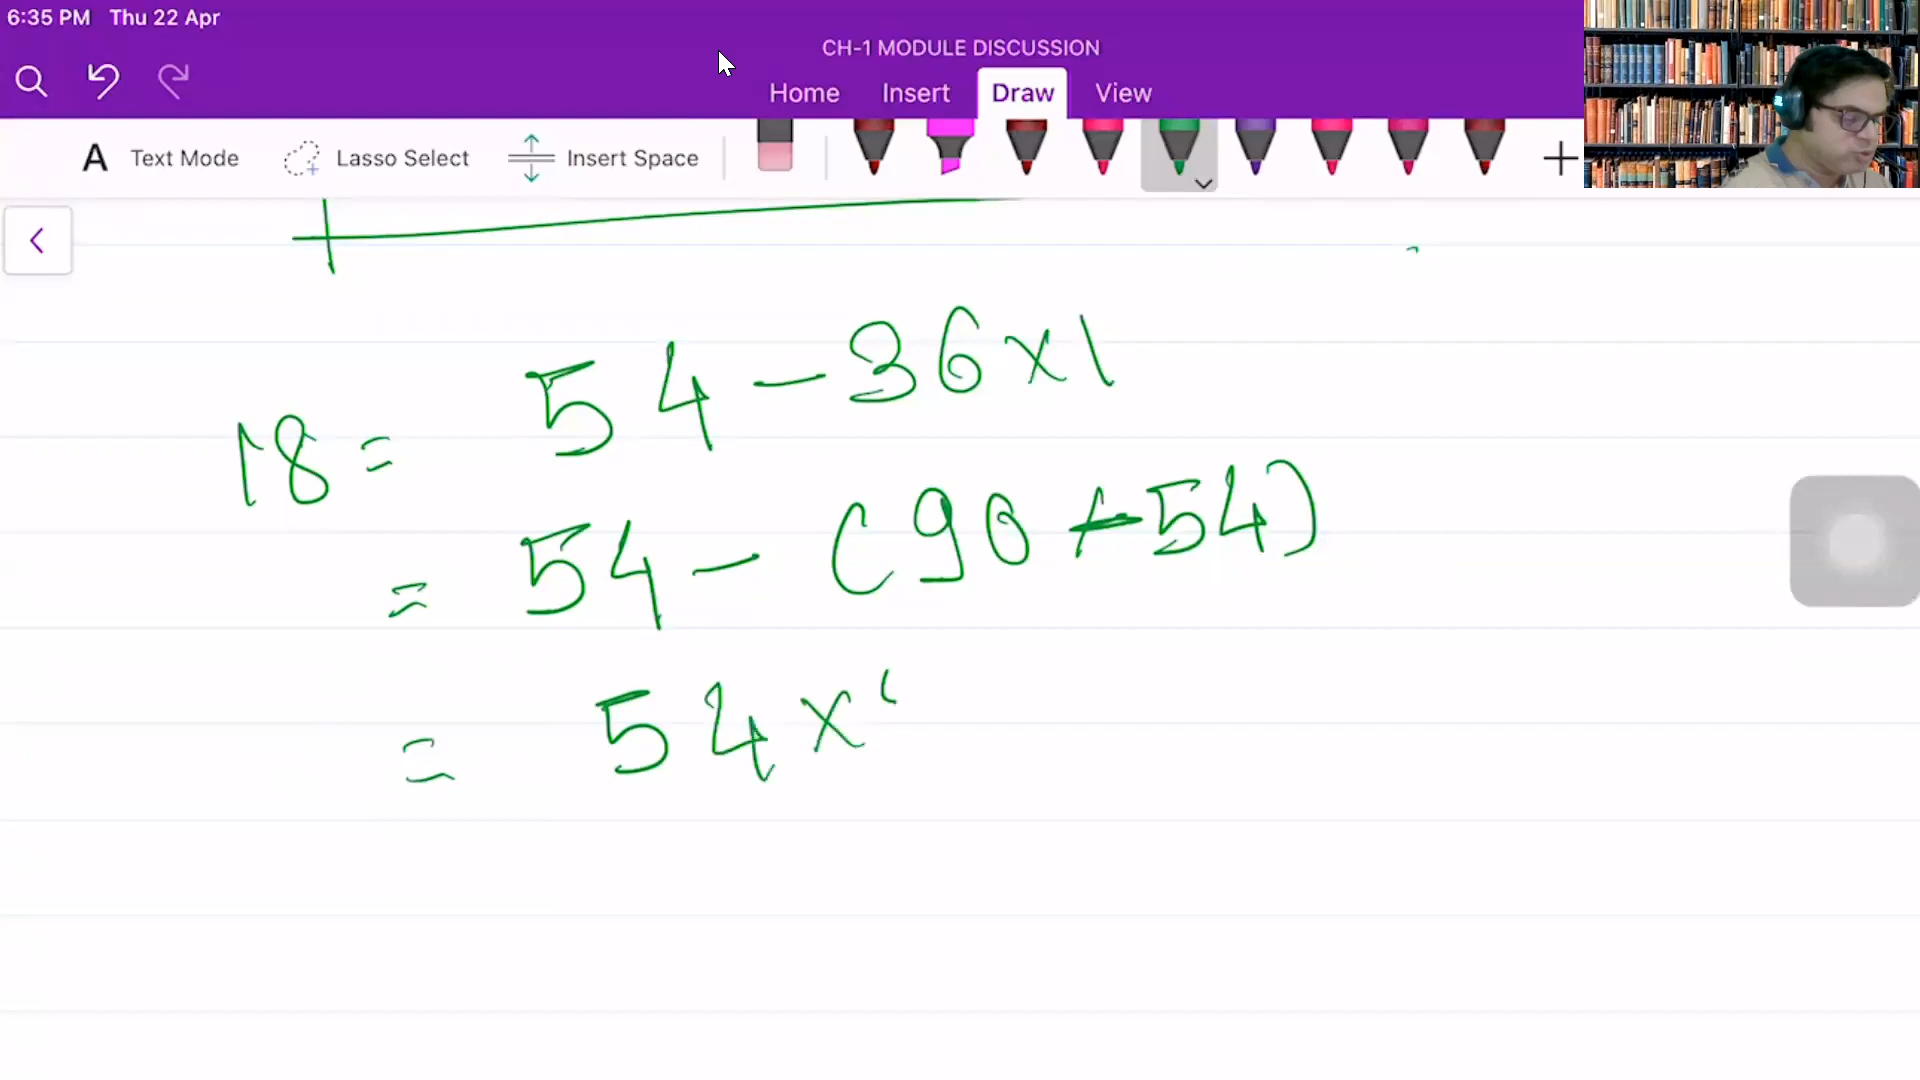 6:35 PM Thu 22 Apr
CH-1 MODULE DISCUSSION
Home Insert Draw View
A Text Mode Lasso Select Insert Space
54 - 36 x 1
18 =
= 54 - (90 - 54)
= 54 x